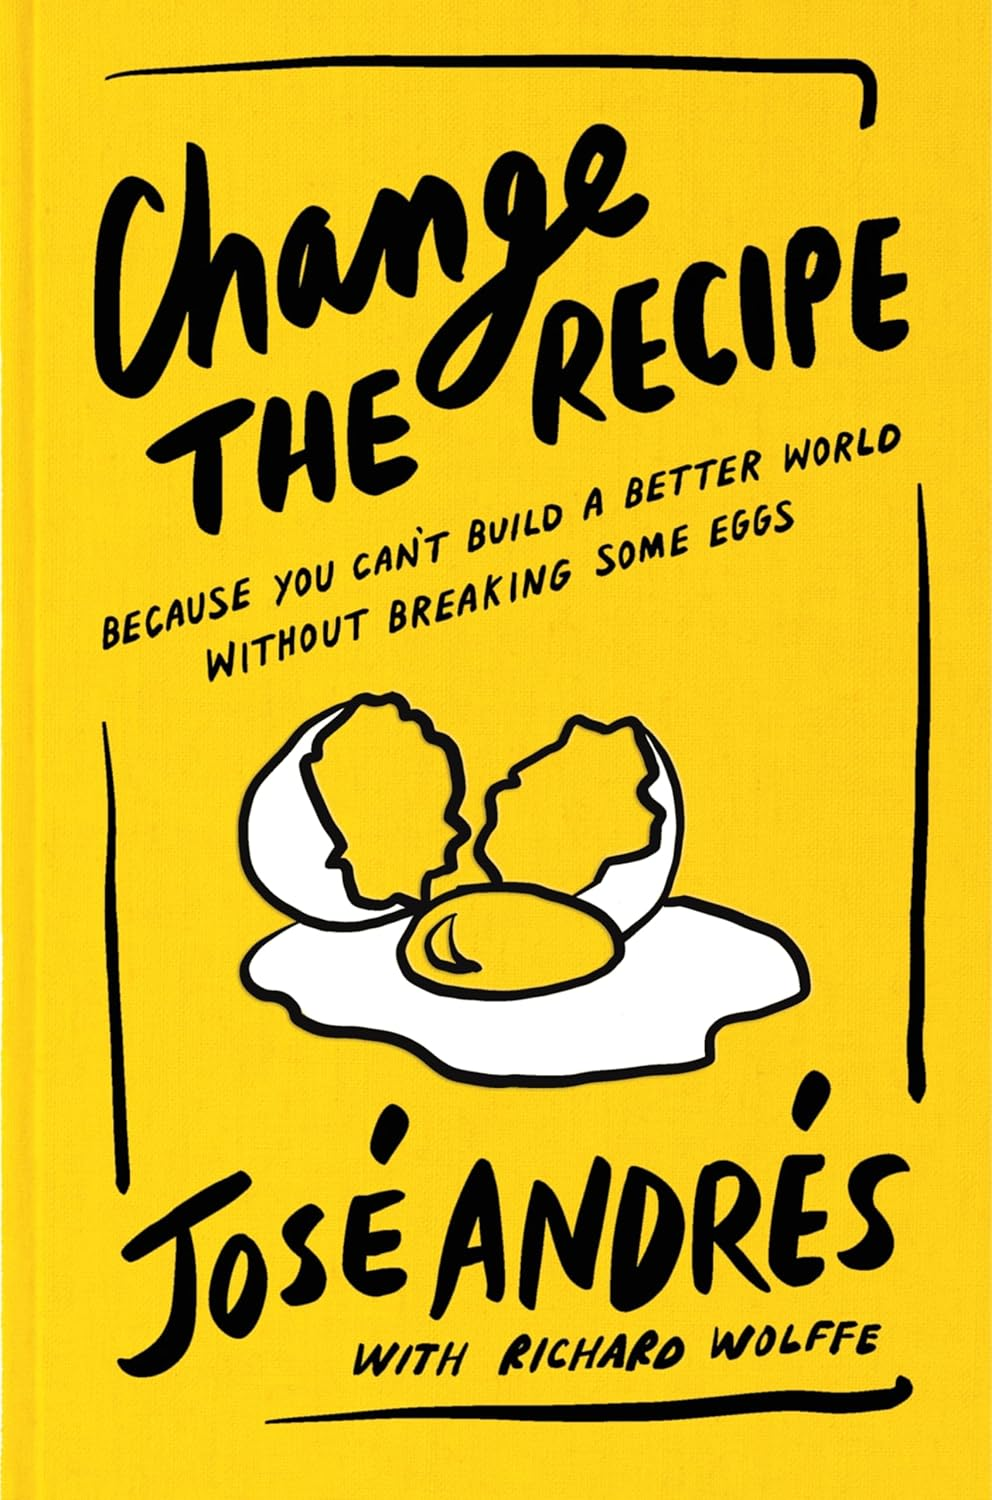 Change
THE RECIPE
BECAUSE YOU CAN'T BUILD A BETTER WORLD
WITHOUT BREAKING SOME EGGS
JOSÉ ANDRÉS
WITH RICHARD WOLFFE